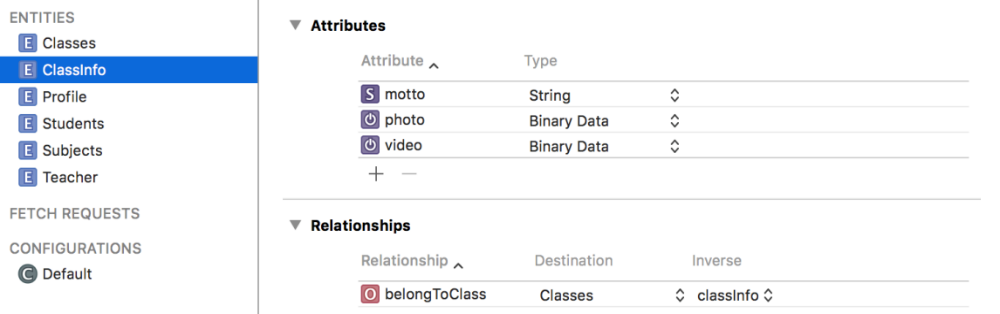 ENTITIES
E Classes
E ClassInfo
E Profile
E Students
E Subjects
E Teacher
FETCH REQUESTS
CONFIGURATIONS
C Default
Attributes
Attribute Type
S motto String
photo Binary Data
video Binary Data
Relationships
Relationship Destination Inverse
O belongToClass Classes classInfo